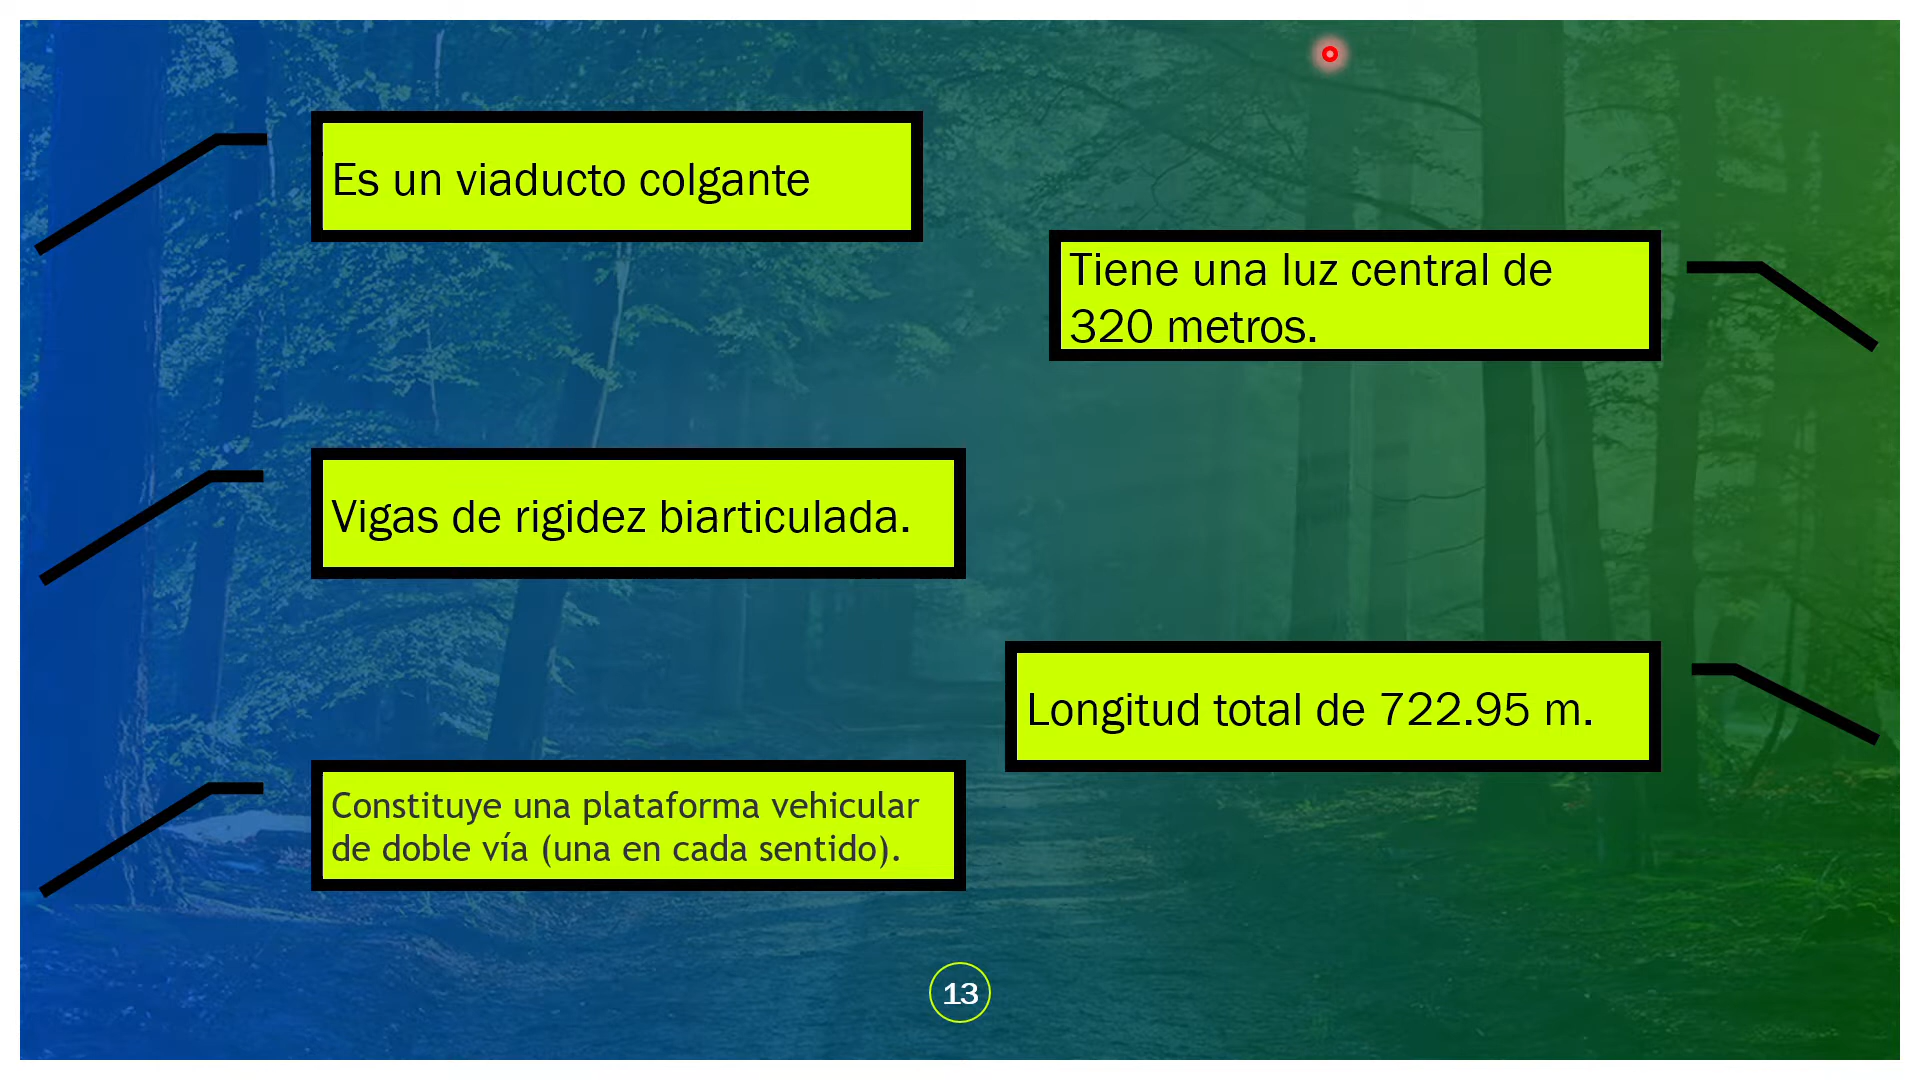 Es un viaducto colgante
Tiene una luz central de
320 metros.
Vigas de rigidez biarticulada.
Longitud total de 722.95 m.
Constituye una plataforma vehicular
de doble vía (una en cada sentido).
13